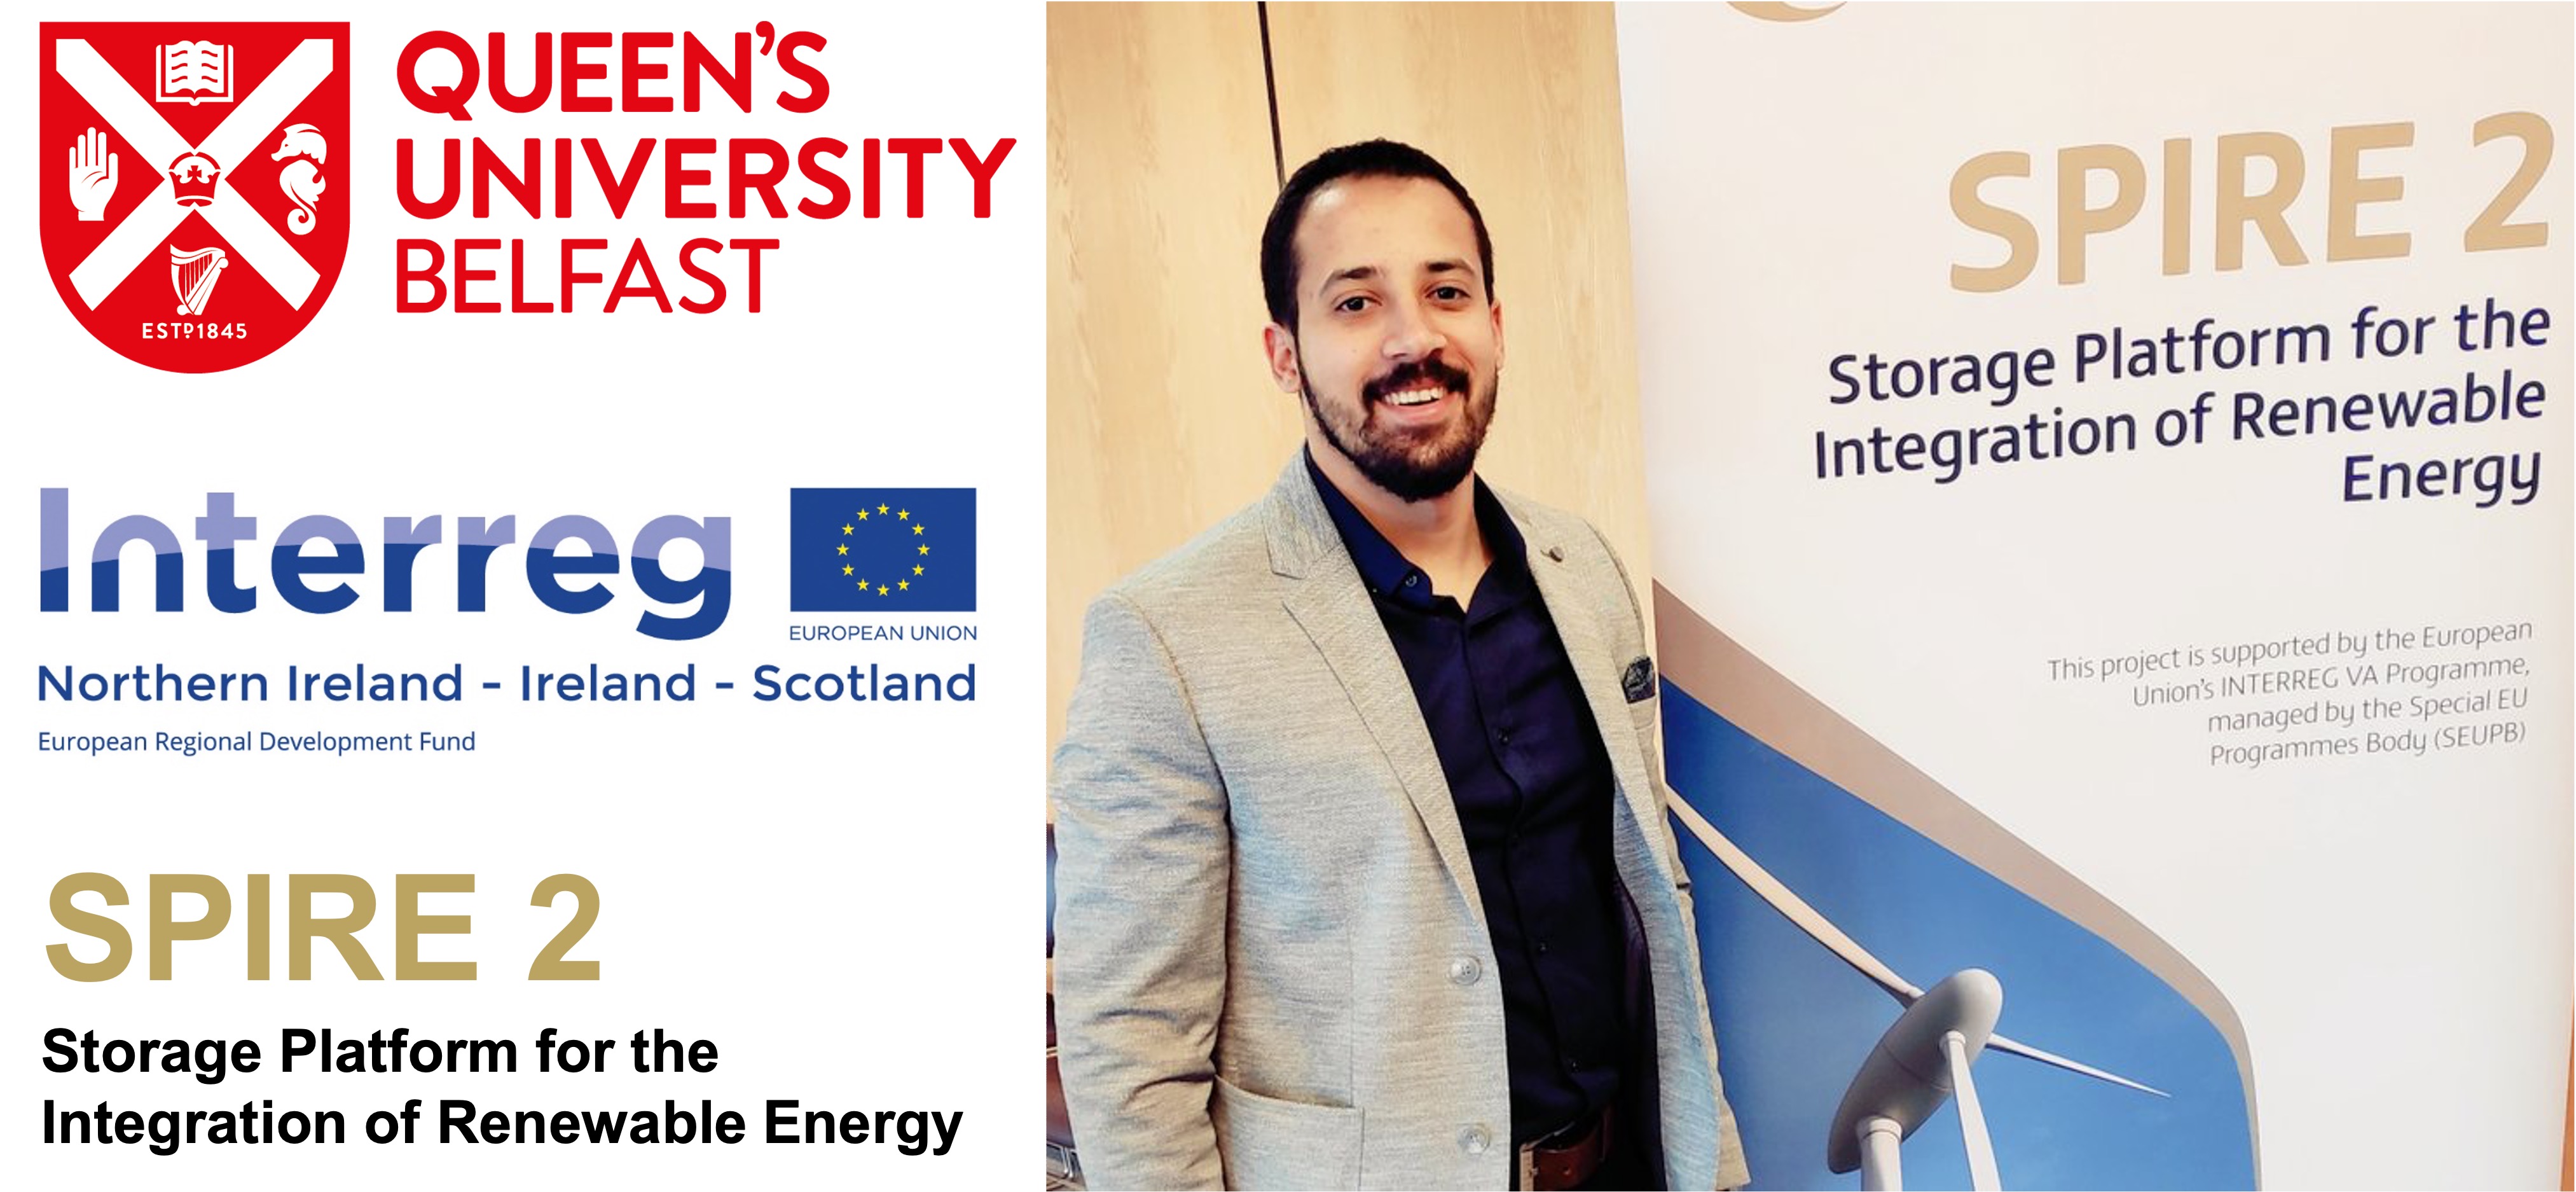 QUEEN'S
UNIVERSITY
BELFAST
ESTD1845
Interreg
EUROPEAN UNION
Northern Ireland - Ireland - Scotland
European Regional Development Fund
SPIRE 2
Storage Platform for the
Integration of Renewable Energy
SPIRE 2
Storage Platform for the
Integration of Renewable
Energy
This project is supported by the European
Union's INTERREG VA Programme,
managed by the Special EU
Programmes Body (SEUPB)